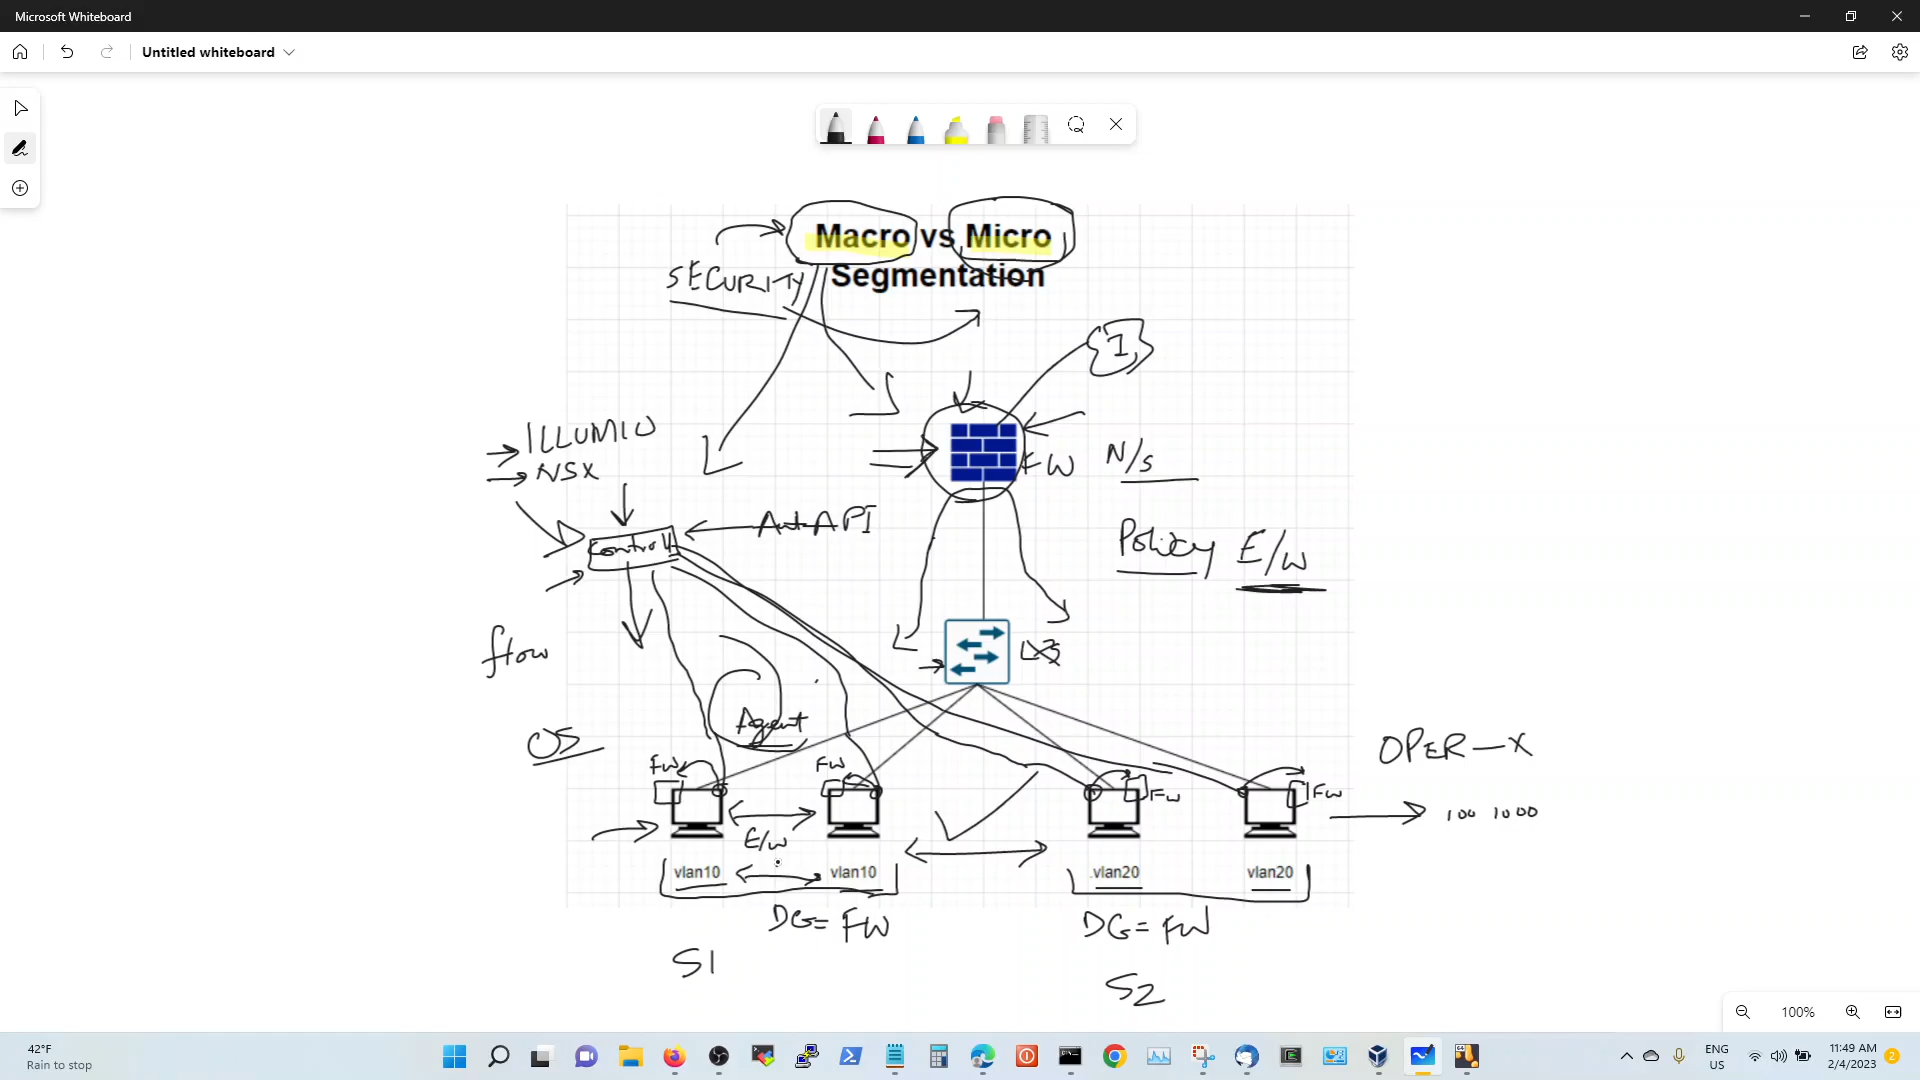 Microsoft Whiteboard
Untitled whiteboard
Macro vs Micro
Segmentation
SECURITY
1
ILLUMIO
NSX
FW
N/S
API
Policy E/W
flow
Agent
OS
OPER-X
FW
FW
FW
FW
100 1000
E/W
vlan10
vlan10
vlan20
vlan20
DG= FW
DG= FW
S1
S2
100%
42°F
Rain to stop
ENG
US
11:49 AM
2/4/2023
2